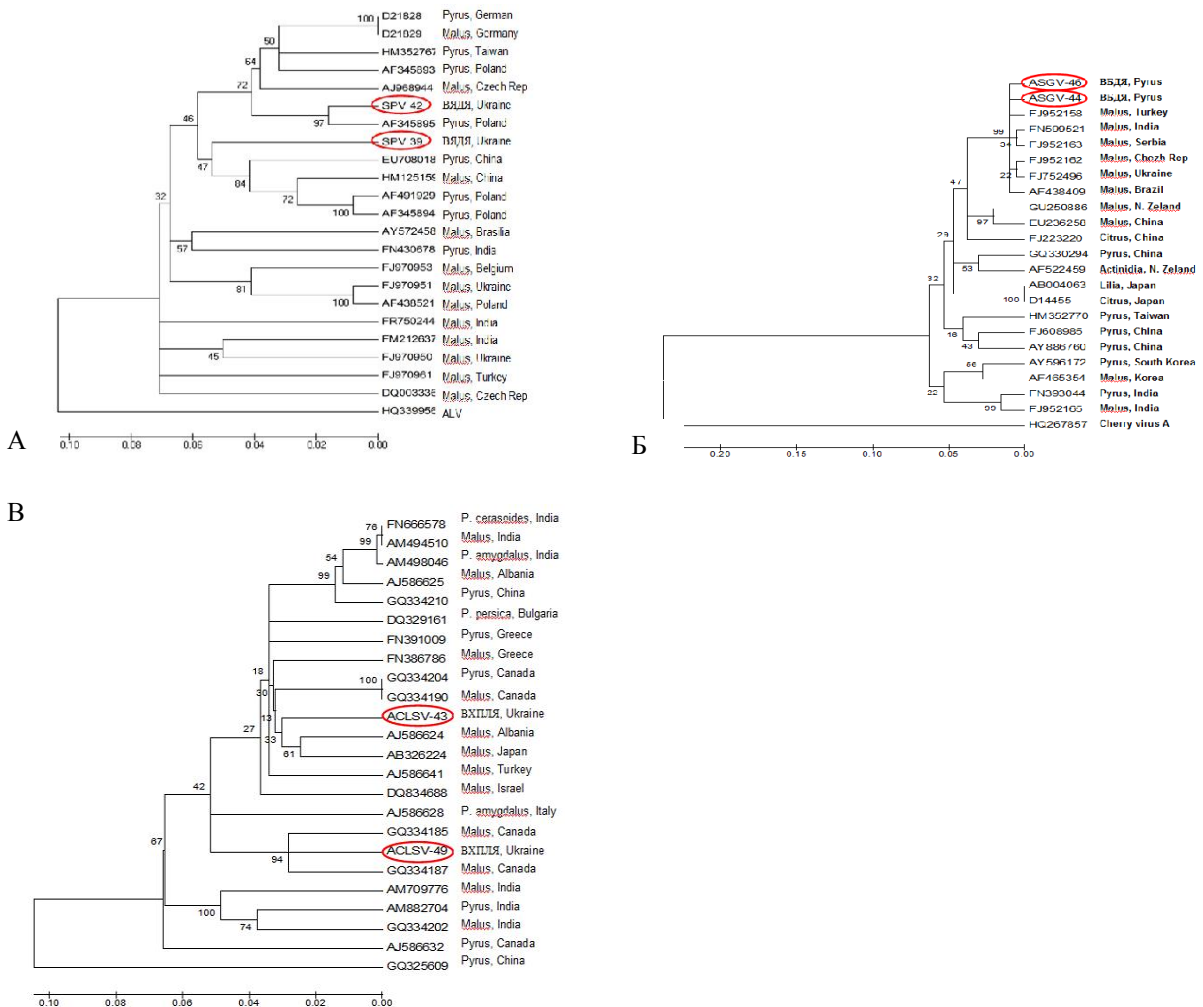 D21828 Pyrus, German
100
D21829 Malus, Germany
50
HM352767 Pyrus, Taiwan
64
AF345893 Pyrus, Poland
72
AJ968944 Malus, Czech Rep
SPV 42 ВЯДЯ, Ukraine
46
97
AF345895 Pyrus, Poland
SPV 39 ВЯДЯ, Ukraine
47
EU708018 Pyrus, China
84
HM125159 Malus, China
72
AF491929 Pyrus, Poland
32
100
AF345894 Pyrus, Poland
AY572458 Malus, Brasilia
57
FN430678 Pyrus, India
FJ970953 Malus, Belgium
81
FJ970951 Malus, Ukraine
100
AF438521 Malus, Poland
FR750244 Malus, India
FM212637 Malus, India
45
FJ970950 Malus, Ukraine
FJ970961 Malus, Turkey
DQ003338 Malus, Czech Rep
HQ339956 ALV
0.10 0.08 0.06 0.04 0.02 0.00
А
ASGV-46 ВБДЯ, Pyrus
ASGV-44 ВБДЯ, Pyrus
FJ952158 Malus, Turkey
99
FN599521 Malus, India
34
FJ952163 Malus, Serbia
FJ952162 Malus, Chezh Rep
22
FJ752496 Malus, Ukraine
47
AF438409 Malus, Brazil
GU250886 Malus, N. Zeland
97
EU236258 Malus, China
29
FJ223220 Citrus, China
GQ330294 Pyrus, China
53
AF522459 Actinidia, N. Zeland
32
AB004063 Lilia, Japan
100
D14455 Citrus, Japan
HM352770 Pyrus, Taiwan
16
FJ608985 Pyrus, China
43
AY886760 Pyrus, China
AY596172 Pyrus, South Korea
56
AF465354 Malus, Korea
22
FN393044 Pyrus, India
99
FJ952165 Malus, India
HQ267857 Cherry virus A
0.20 0.15 0.10 0.05 0.00
Б
В
FN666578 P. cerasoides, India
76
99
AM494510 Malus, India
54
AM498046 P. amygdalus, India
99
AJ586625 Malus, Albania
GQ334210 Pyrus, China
DQ329161 P. persica, Bulgaria
FN391009 Pyrus, Greece
FN386786 Malus, Greece
18
GQ334204 Pyrus, Canada
100
30
GQ334190 Malus, Canada
13
ACLSV-43 ВХПЛЯ, Ukraine
27
33
AJ586624 Malus, Albania
61
AB326224 Malus, Japan
AJ586641 Malus, Turkey
42
DQ834688 Malus, Israel
AJ586628 P. amygdalus, Italy
GQ334185 Malus, Canada
67
ACLSV-49 ВХПЛЯ, Ukraine
94
GQ334187 Malus, Canada
AM709776 Malus, India
100
AM882704 Pyrus, India
74
GQ334202 Malus, India
AJ586632 Pyrus, Canada
GQ325609 Pyrus, China
0.10 0.08 0.06 0.04 0.02 0.00